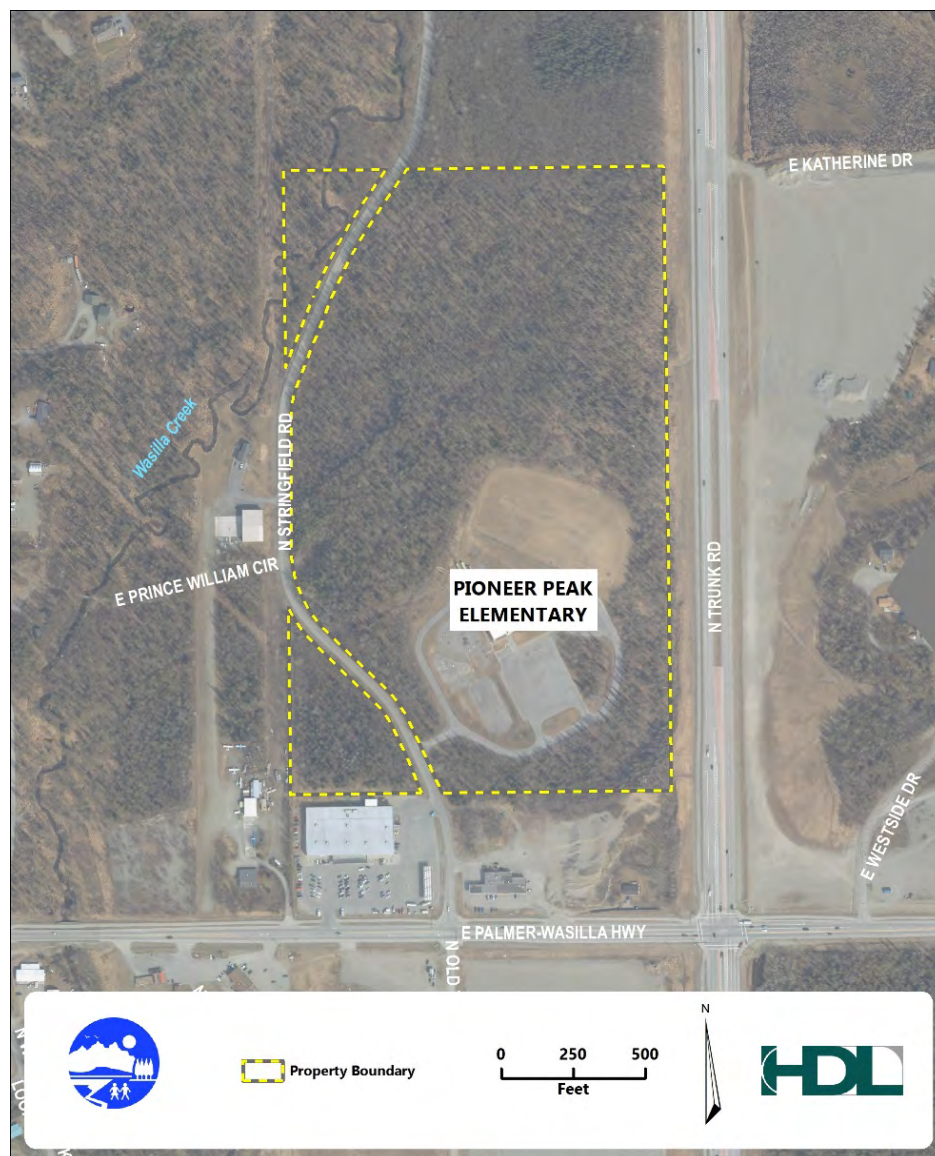 E KATHERINE DR
Wasilla Creek
N STRINGFIELD RD
E PRINCE WILLIAM CIR
PIONEER PEAK
ELEMENTARY
N TRUNK RD
E WESTSIDE DR
E PALMER-WASILLA HWY
N OLD
N
Property Boundary
0 250 500
Feet
HDL